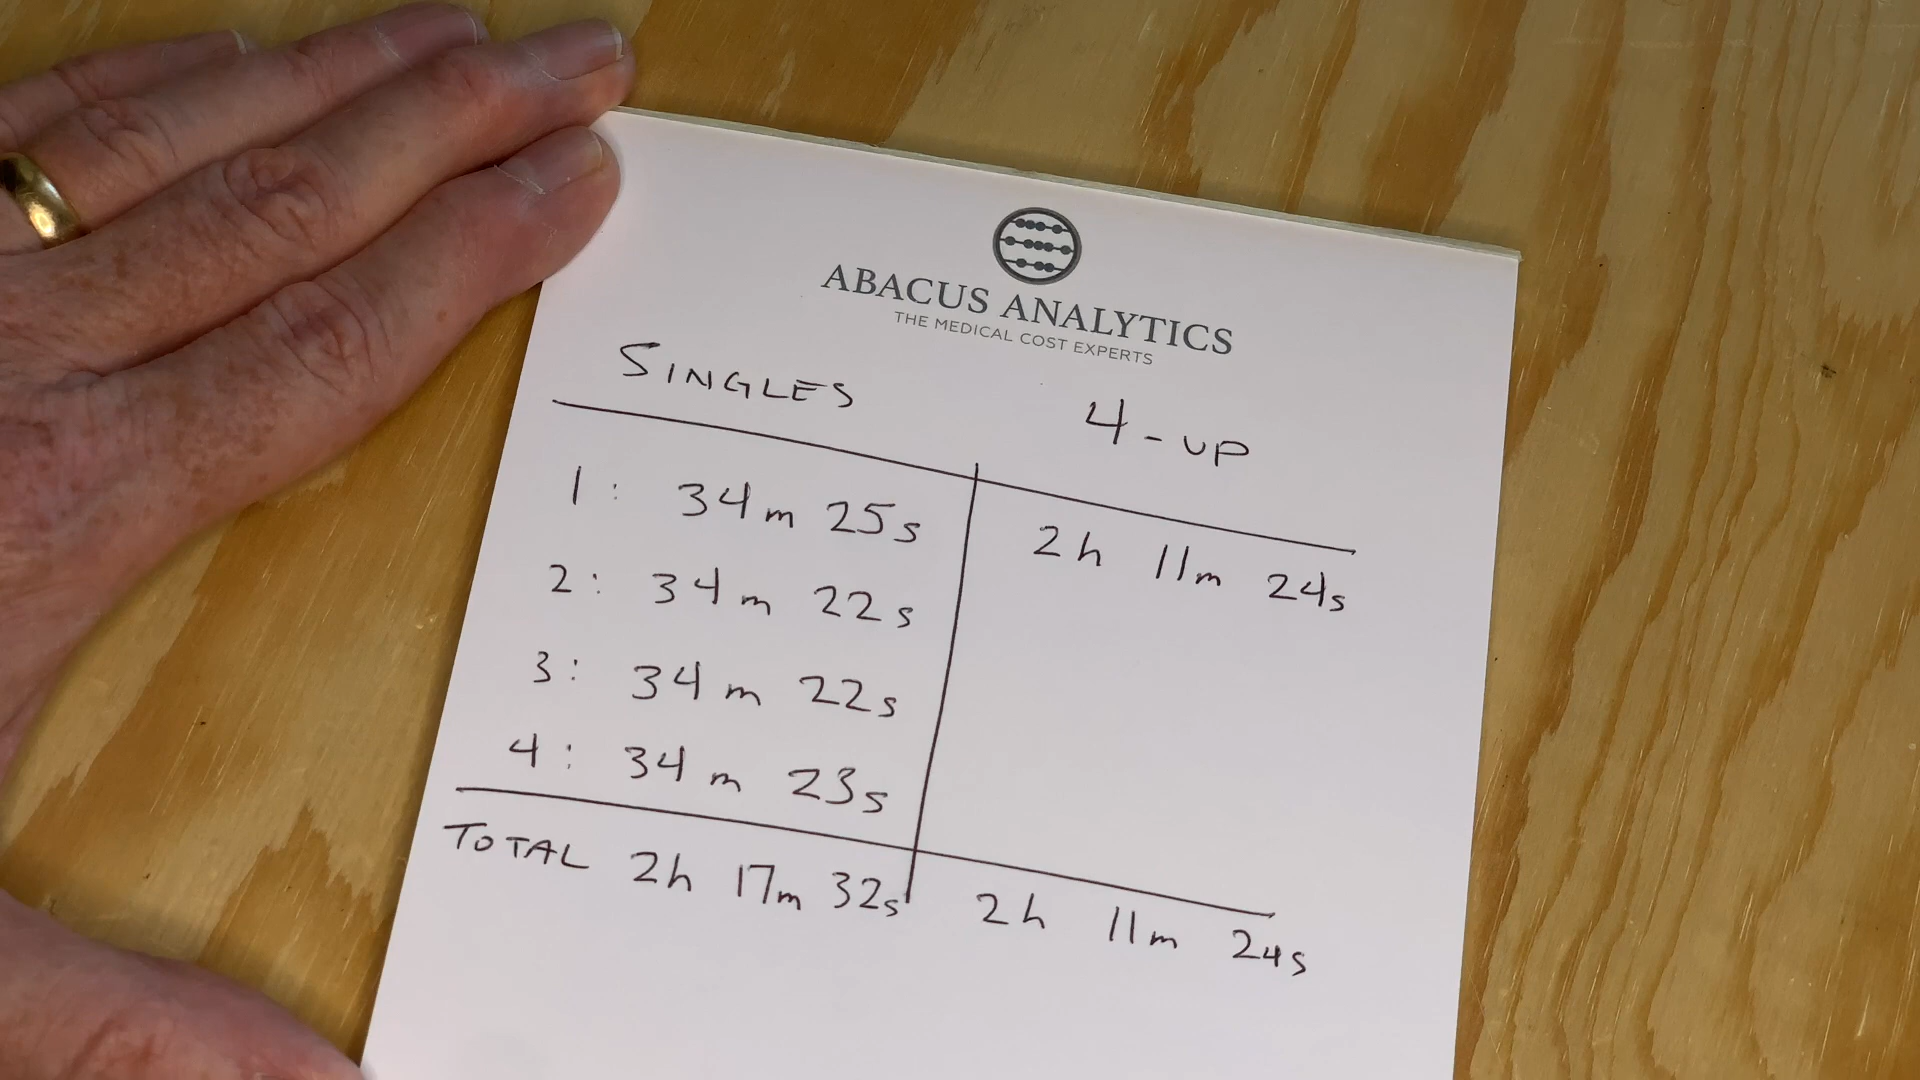 ABACUS ANALYTICS
THE MEDICAL COST EXPERTS
SINGLES 4-UP
1: 34m 25s 2h 11m 24s
2: 34m 22s
3: 34m 22s
4: 34m 23s
TOTAL 2h 17m 32s 2h 11m 24s